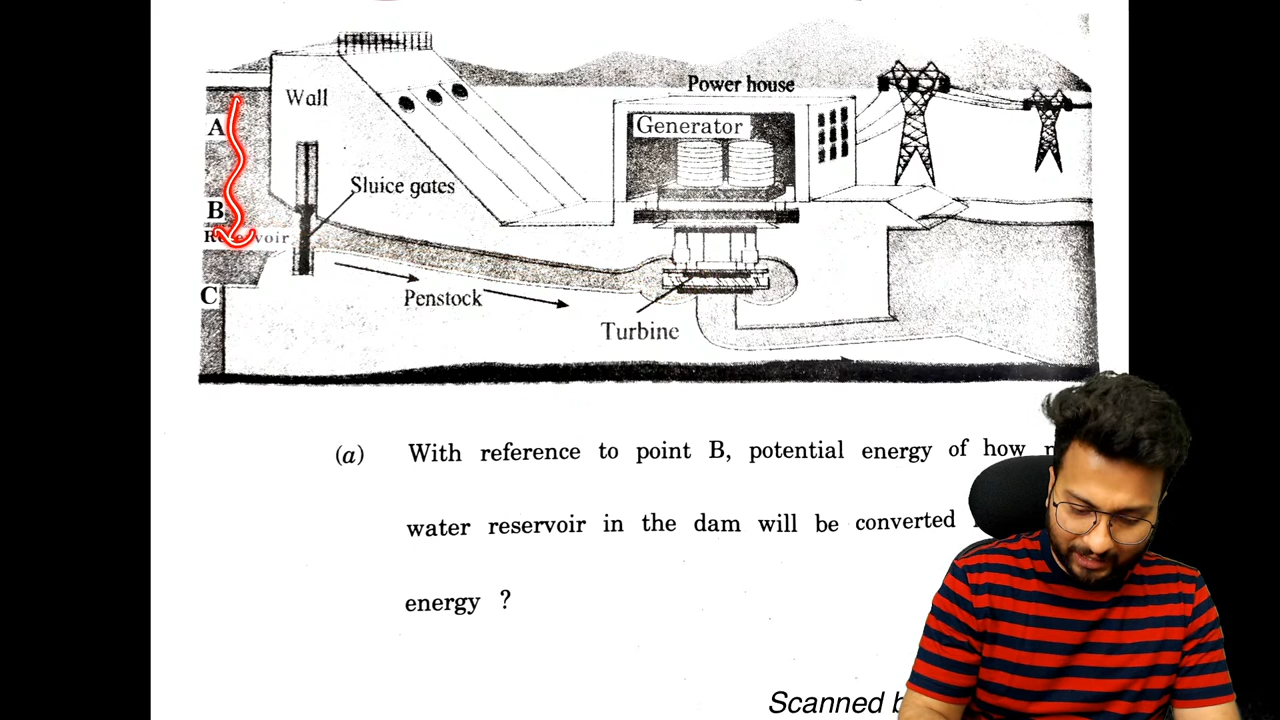 Power house
Wall
Generator
A
Sluice gates
B
C
Penstock
Turbine
(a) With reference to point B, potential energy of how
water reservoir in the dam will be converted
energy ?
Scanned